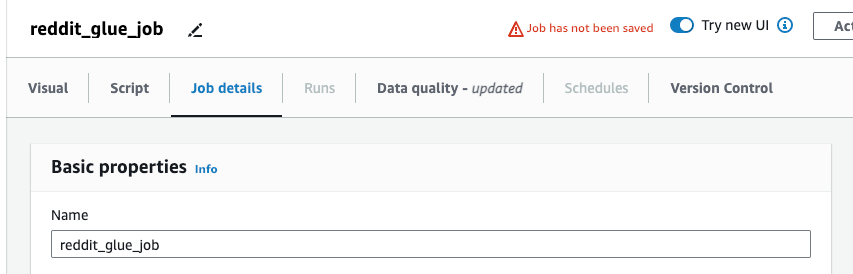 reddit_glue_job
Job has not been saved
Try new UI
Visual
Script
Job details
Runs
Data quality - updated
Schedules
Version Control
Basic properties Info
Name
reddit_glue_job